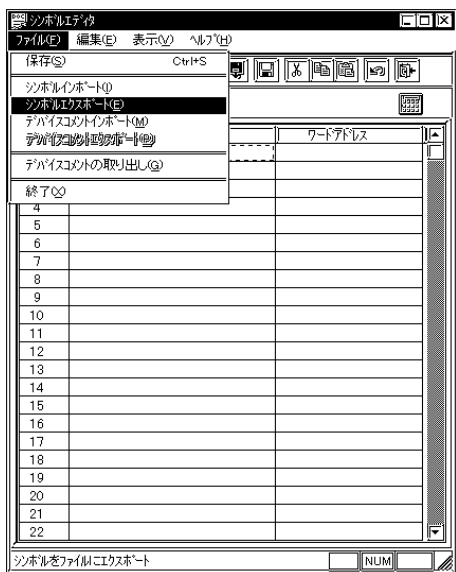 シンボルエディタ
ファイル(F) 編集(E) 表示(V) ヘルプ(H)
保存(S) Ctrl+S
シンボルインポート(I)
シンボルエクスポート(E)
デバイスコメントインポート(M)
デバイスコメントエクスポート(P)
デバイスコメントの取り出し(G)
終了(X)
ワードアドレス
4
5
6
7
8
9
10
11
12
13
14
15
16
17
18
19
20
21
22
シンボルをファイルにエクスポート NUM